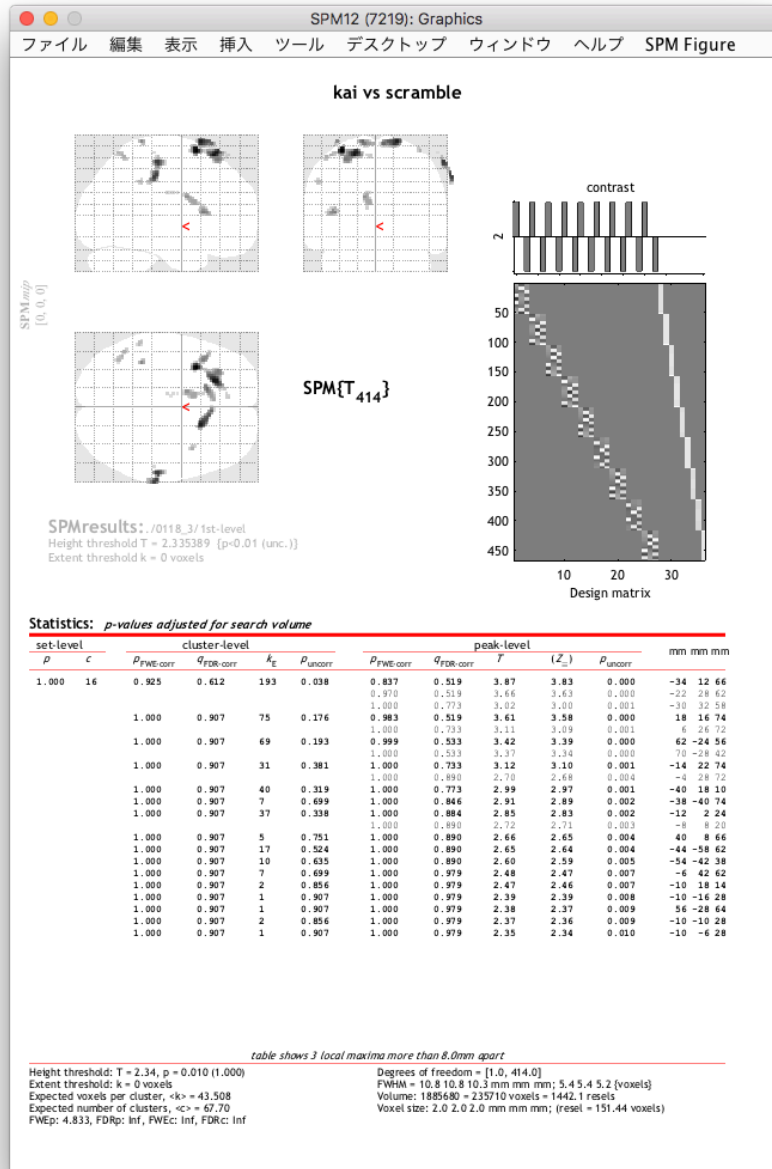 SPM12 (7219): Graphics
ファイル 編集 表示 挿入 ツール デスクトップ ウィンドウ ヘルプ SPM Figure
kai vs scramble
<
<
SPMmip
[0, 0, 0]
<
SPM{T414}
contrast
2
50
100
150
200
250
300
350
400
450
10 20 30
Design matrix
SPMresults: ./0118_3/1st-level
Height threshold T = 2.335389 {p<0.01 (unc.)}
Extent threshold k = 0 voxels
Statistics: p-values adjusted for search volume
set-level cluster-level peak-level mm mm mm
p c pFWE-corr qFDR-corr kE puncorr pFWE-corr qFDR-corr T (Z≡) puncorr
1.000 16 0.925 0.612 193 0.038 0.837 0.519 3.87 3.83 0.000 -34 12 66
0.970 0.519 3.66 3.63 0.000 -22 28 62
1.000 0.773 3.02 3.00 0.001 -30 32 58
1.000 0.907 75 0.176 0.983 0.519 3.61 3.58 0.000 18 16 74
1.000 0.733 3.11 3.09 0.001 6 26 72
1.000 0.907 69 0.193 0.999 0.533 3.42 3.39 0.000 62 -24 56
1.000 0.533 3.37 3.34 0.000 70 -28 42
1.000 0.907 31 0.381 1.000 0.733 3.12 3.10 0.001 -14 22 74
1.000 0.890 2.70 2.68 0.004 -4 28 72
1.000 0.907 40 0.319 1.000 0.773 2.99 2.97 0.001 -40 18 10
1.000 0.907 7 0.699 1.000 0.846 2.91 2.89 0.002 -38 -40 74
1.000 0.907 37 0.338 1.000 0.884 2.85 2.83 0.002 -12 2 24
1.000 0.890 2.72 2.71 0.003 -8 8 20
1.000 0.907 5 0.751 1.000 0.890 2.66 2.65 0.004 40 8 66
1.000 0.907 17 0.524 1.000 0.890 2.65 2.64 0.004 -44 -58 62
1.000 0.907 10 0.635 1.000 0.890 2.60 2.59 0.005 -54 -42 38
1.000 0.907 7 0.699 1.000 0.979 2.48 2.47 0.007 -6 42 62
1.000 0.907 2 0.856 1.000 0.979 2.47 2.46 0.007 -10 18 14
1.000 0.907 1 0.907 1.000 0.979 2.39 2.39 0.008 -10 -16 28
1.000 0.907 1 0.907 1.000 0.979 2.38 2.37 0.009 56 -28 64
1.000 0.907 2 0.856 1.000 0.979 2.37 2.36 0.009 -10 -10 28
1.000 0.907 1 0.907 1.000 0.979 2.35 2.34 0.010 -10 -6 28
table shows 3 local maxima more than 8.0mm apart
Height threshold: T = 2.34, p = 0.010 (1.000)
Extent threshold: k = 0 voxels
Expected voxels per cluster, <k> = 43.508
Expected number of clusters, <c> = 67.70
FWEp: 4.833, FDRp: Inf, FWEc: Inf, FDRc: Inf
Degrees of freedom = [1.0, 414.0]
FWHM = 10.8 10.8 10.3 mm mm mm; 5.4 5.4 5.2 {voxels}
Volume: 1885680 = 235710 voxels = 1442.1 resels
Voxel size: 2.0 2.0 2.0 mm mm mm; (resel = 151.44 voxels)